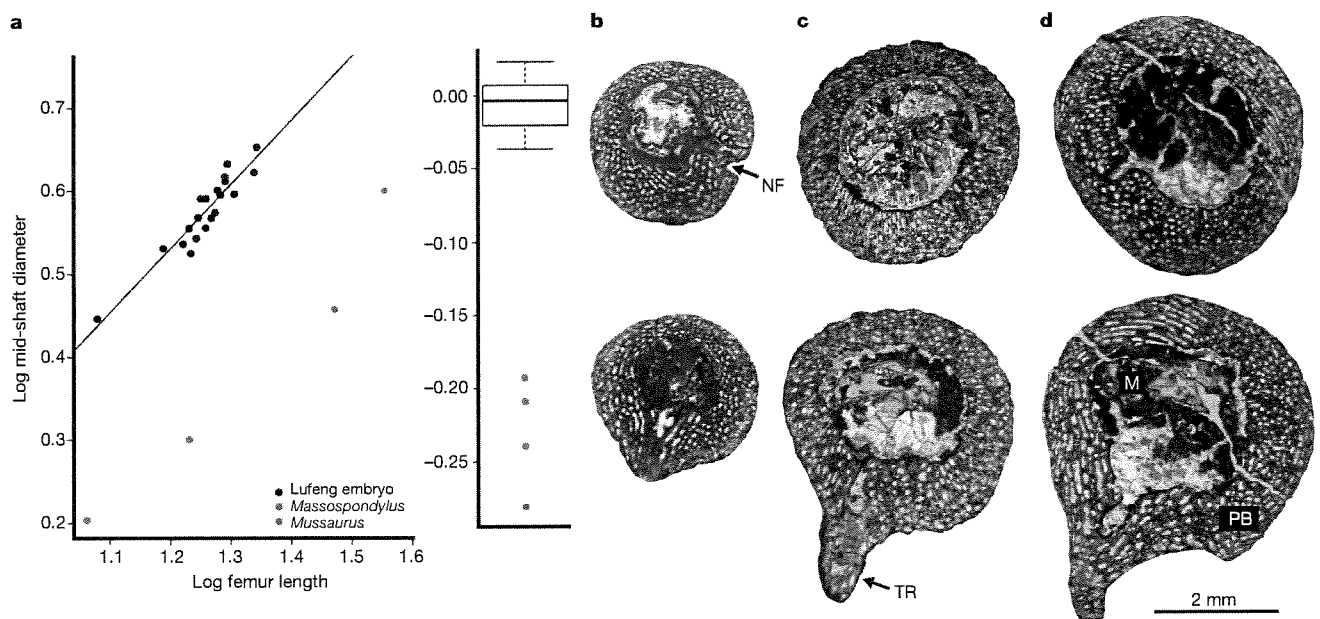 a
b
c
d
0.7
0.6
0.5
0.4
0.3
0.2
Log mid-shaft diameter
1.1 1.2 1.3 1.4 1.5 1.6
Log femur length
Lufeng embryo
Massospondylus
Mussaurus
0.00
–0.05
–0.10
–0.15
–0.20
–0.25
NF
TR
M
PB
2 mm